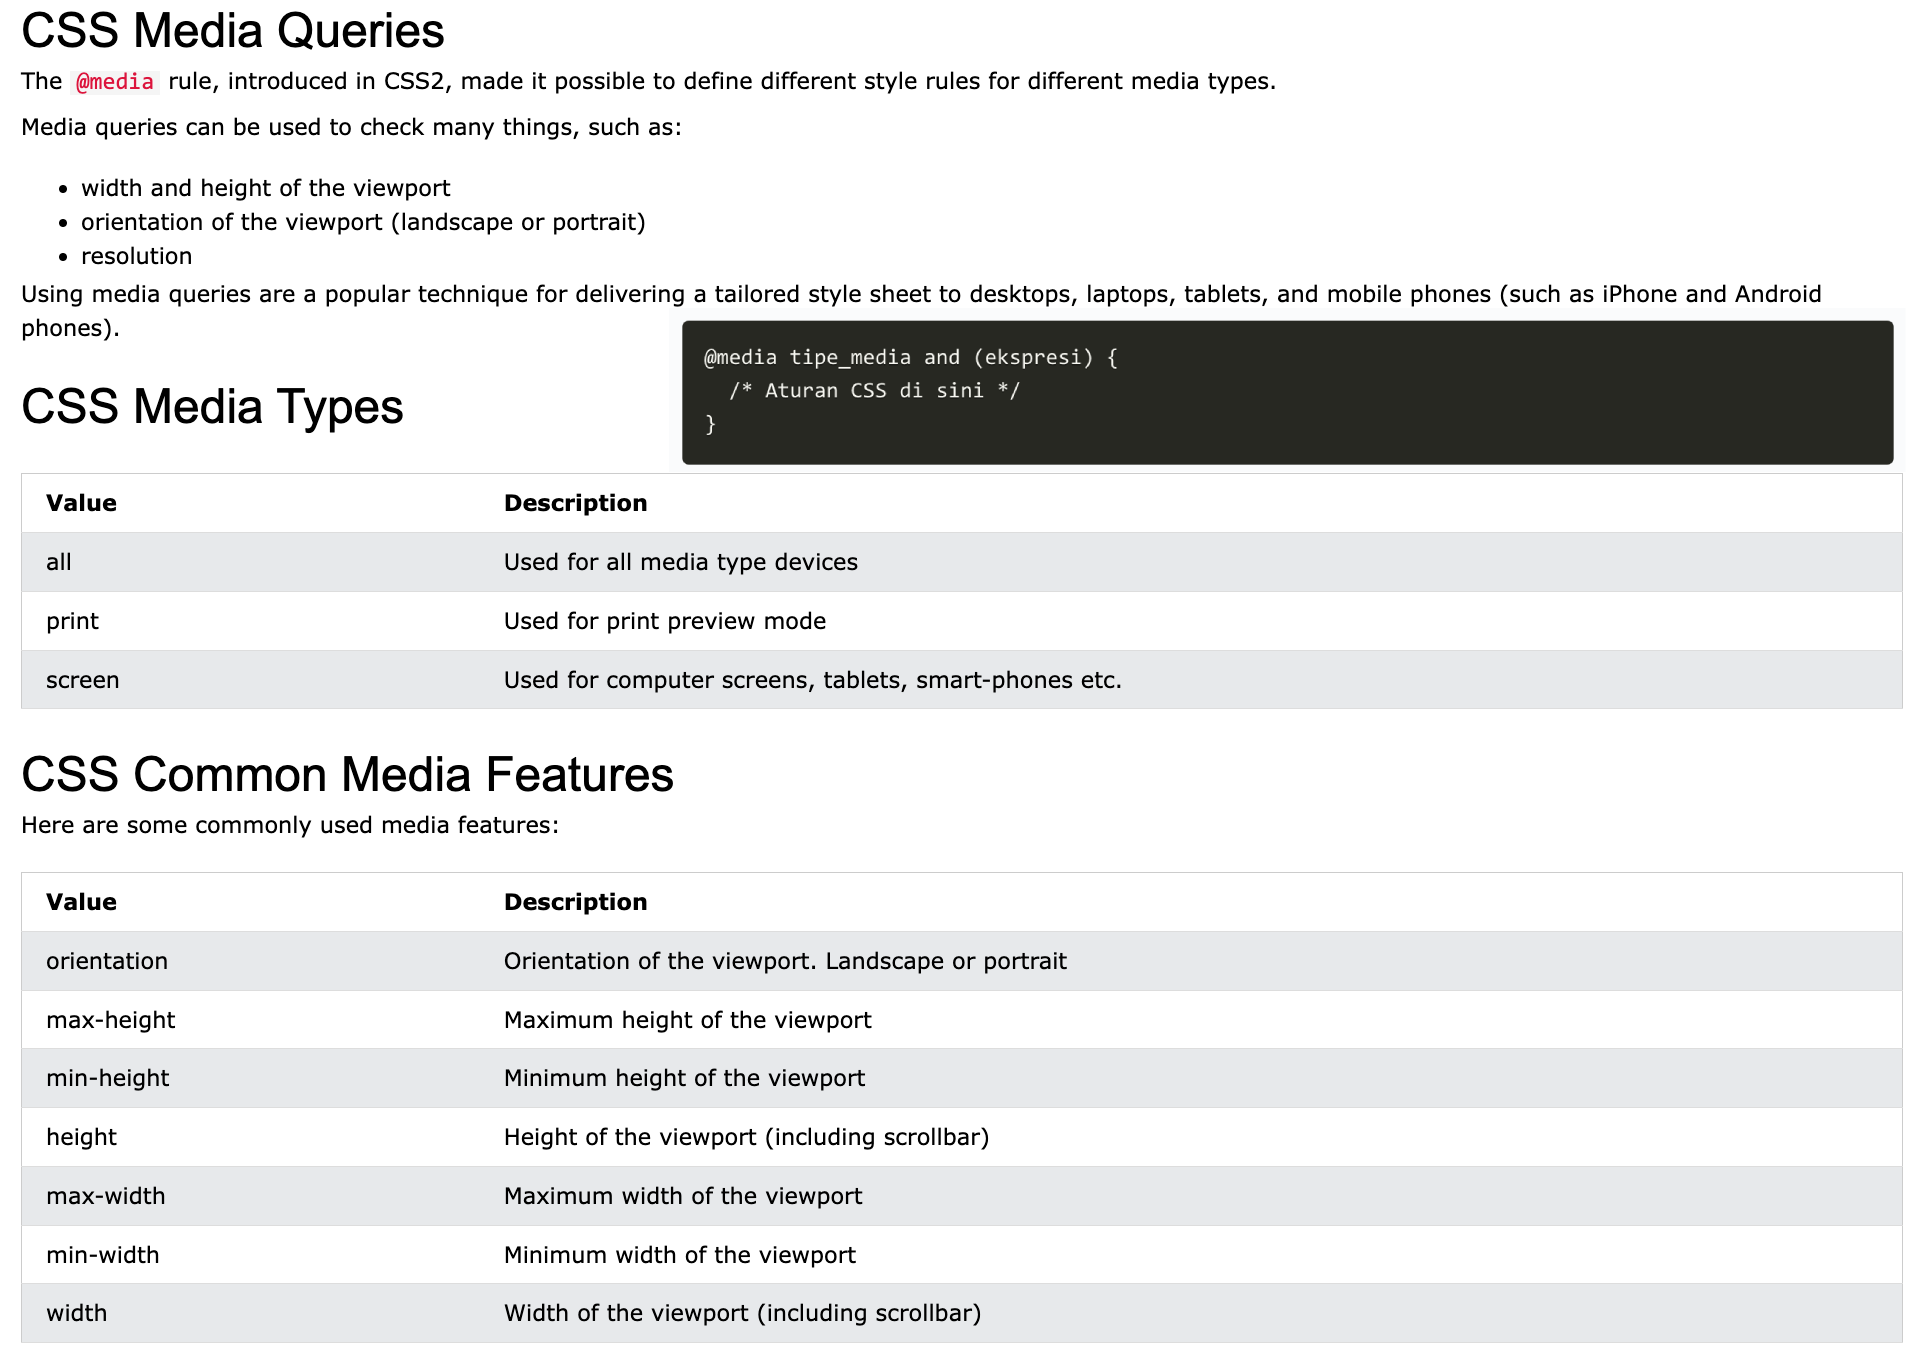 CSS Media Queries
The @media rule, introduced in CSS2, made it possible to define different style rules for different media types.
Media queries can be used to check many things, such as:
• width and height of the viewport
• orientation of the viewport (landscape or portrait)
• resolution
Using media queries are a popular technique for delivering a tailored style sheet to desktops, laptops, tablets, and mobile phones (such as iPhone and Android
phones).
@media tipe_media and (ekspresi) {
  /* Aturan CSS di sini */
}
CSS Media Types
Value Description
all Used for all media type devices
print Used for print preview mode
screen Used for computer screens, tablets, smart-phones etc.
CSS Common Media Features
Here are some commonly used media features:
Value Description
orientation Orientation of the viewport. Landscape or portrait
max-height Maximum height of the viewport
min-height Minimum height of the viewport
height Height of the viewport (including scrollbar)
max-width Maximum width of the viewport
min-width Minimum width of the viewport
width Width of the viewport (including scrollbar)